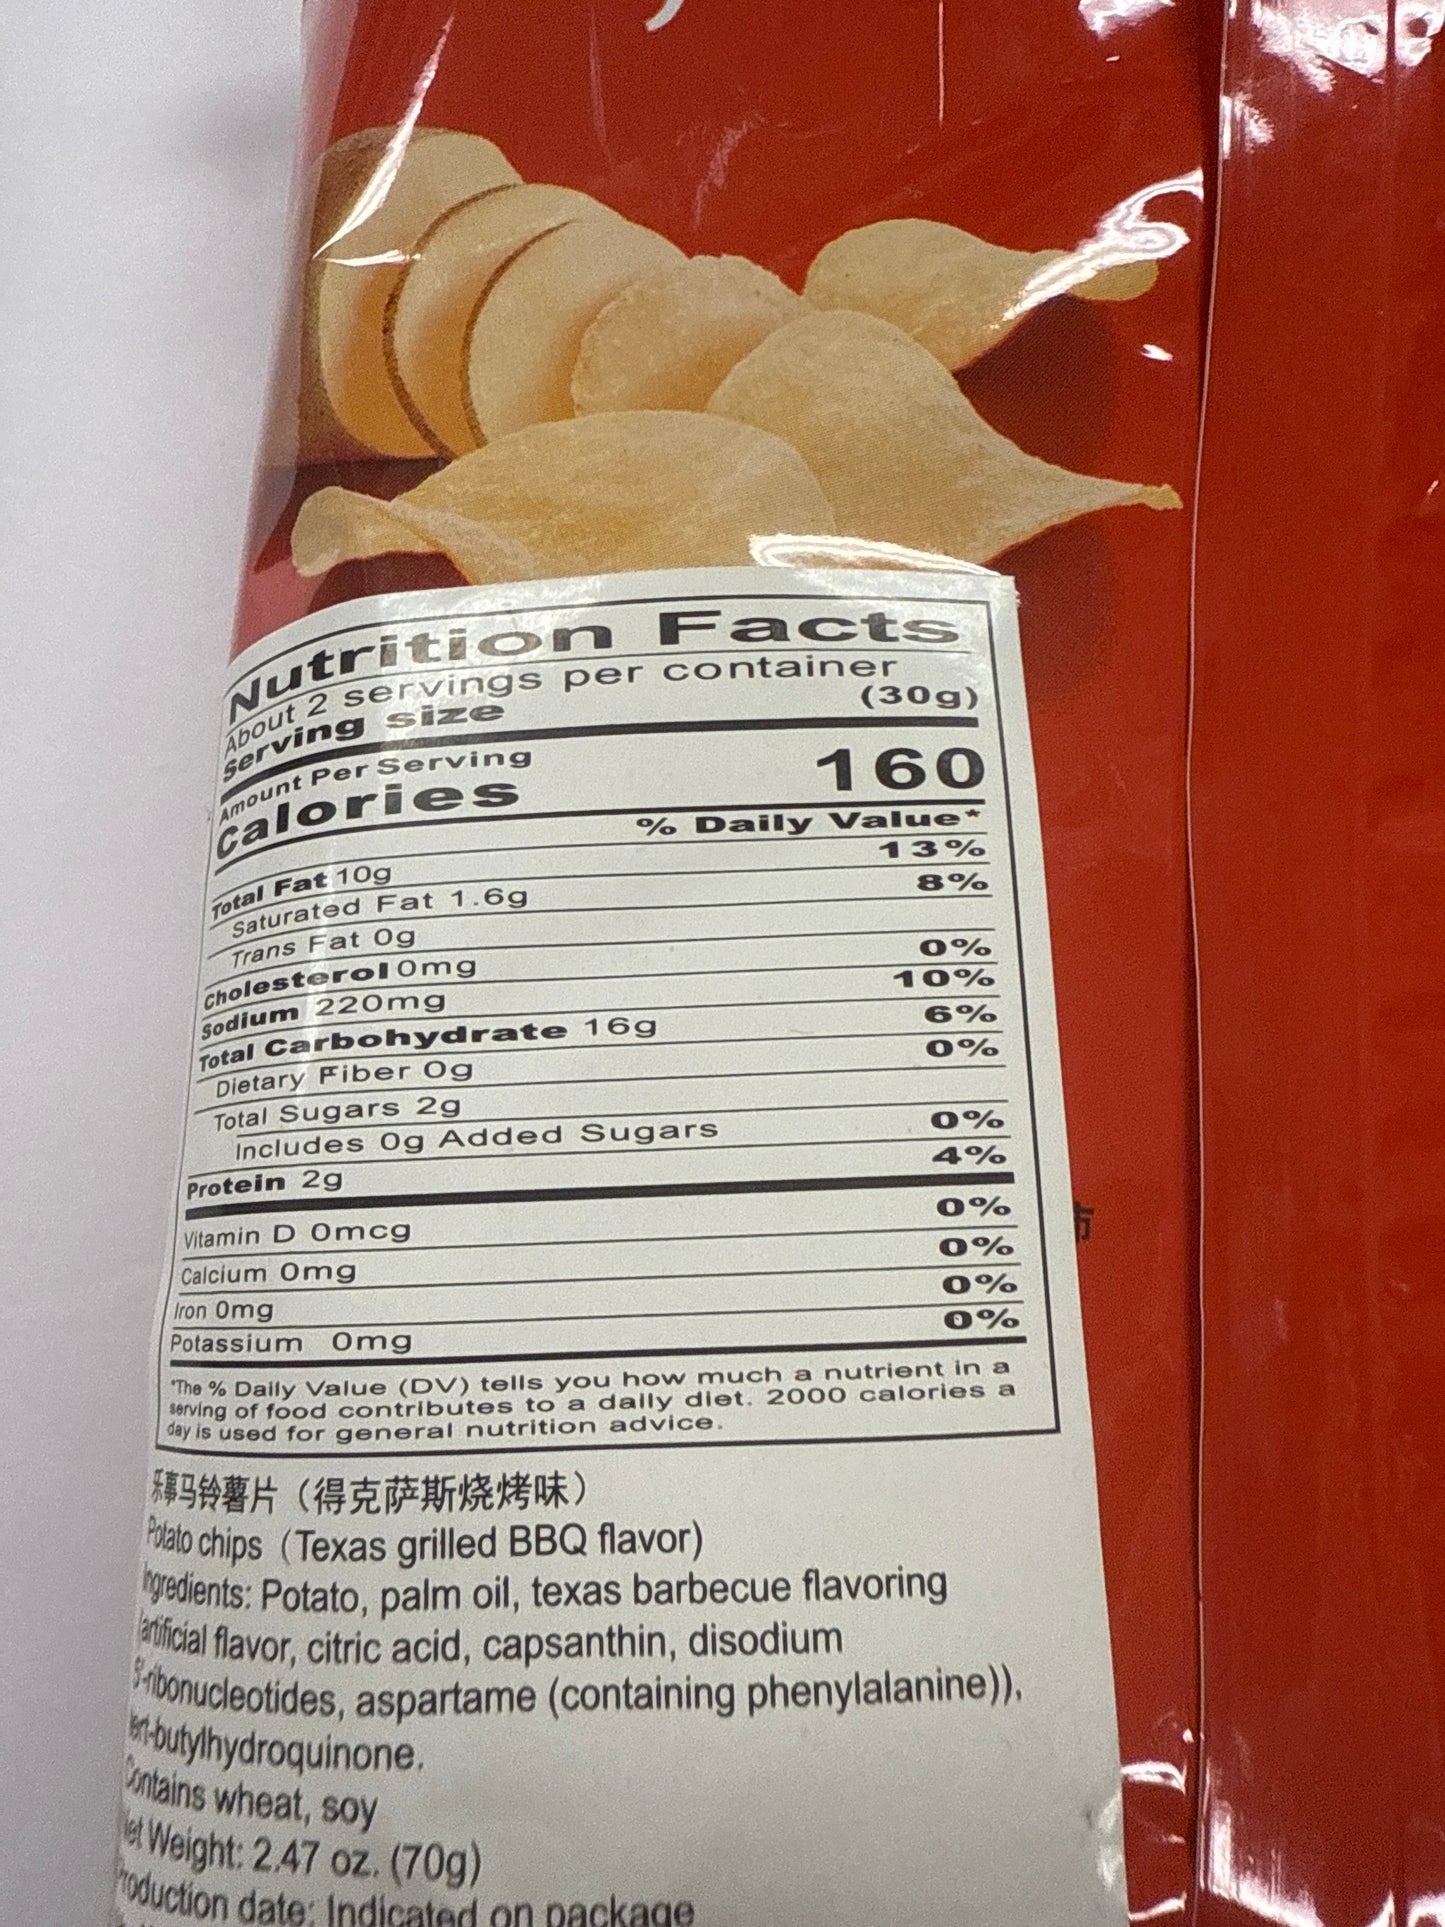 Nutrition Facts
About 2 servings per container
Serving size (30g)
Amount Per Serving
Calories 160
% Daily Value*
Total Fat 10g 13%
Saturated Fat 1.6g 8%
Trans Fat 0g
Cholesterol 0mg 0%
Sodium 220mg 10%
Total Carbohydrate 16g 6%
Dietary Fiber 0g 0%
Total Sugars 2g
Includes 0g Added Sugars 0%
Protein 2g 4%
Vitamin D 0mcg 0%
Calcium 0mg 0%
Iron 0mg 0%
Potassium 0mg 0%
*The % Daily Value (DV) tells you how much a nutrient in a
serving of food contributes to a daily diet. 2000 calories a
day is used for general nutrition advice.
乐事马铃薯片（得克萨斯烧烤味）
Potato chips（Texas grilled BBQ flavor)
Ingredients: Potato, palm oil, texas barbecue flavoring
(artificial flavor, citric acid, capsanthin, disodium
5'-ribonucleotides, aspartame (containing phenylalanine)),
tert-butylhydroquinone.
Contains wheat, soy
Net Weight: 2.47 oz. (70g)
Production date: Indicated on package